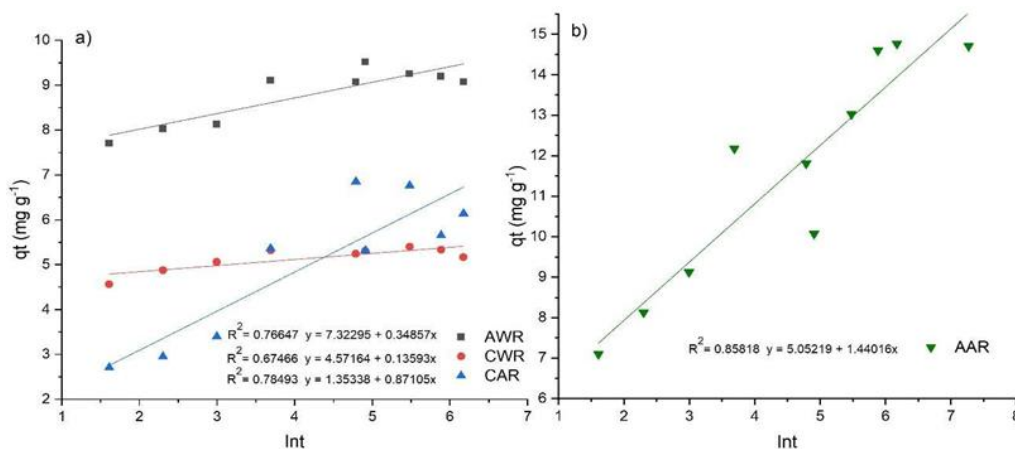 a)
10
9
8
7
6
5
4
3
2
qt (mg g-1)
R2 = 0.76647 y = 7.32295 + 0.34857x
AWR
R2 = 0.67466 y = 4.57164 + 0.13593x
CWR
R2 = 0.78493 y = 1.35338 + 0.87105x
CAR
1 2 3 4 5 6 7
lnt
b)
15
14
13
12
11
10
9
8
7
6
qt (mg g-1)
R2 = 0.85818 y = 5.05219 + 1.44016x
AAR
1 2 3 4 5 6 7 8
lnt